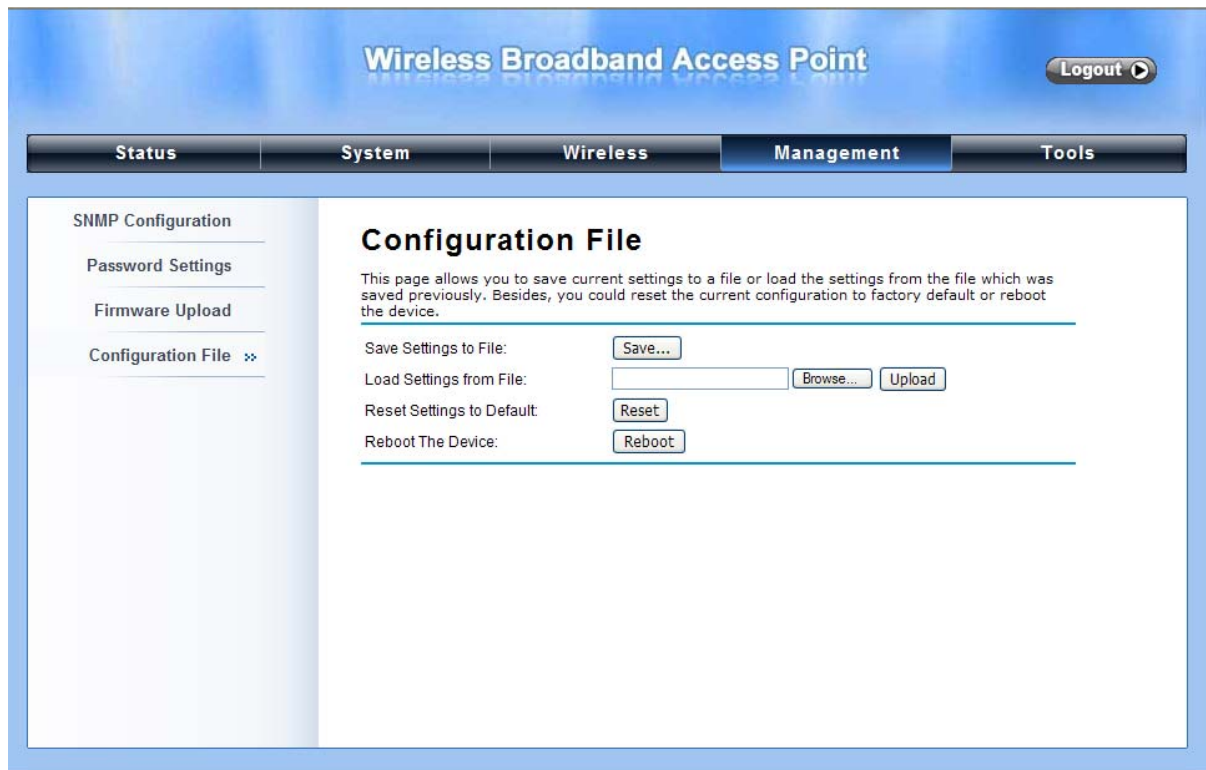 Wireless Broadband Access Point
Logout
Status System Wireless Management Tools
SNMP Configuration
Password Settings
Firmware Upload
Configuration File »
Configuration File
This page allows you to save current settings to a file or load the settings from the file which was
saved previously. Besides, you could reset the current configuration to factory default or reboot
the device.
Save Settings to File: Save...
Load Settings from File: Browse... Upload
Reset Settings to Default: Reset
Reboot The Device: Reboot